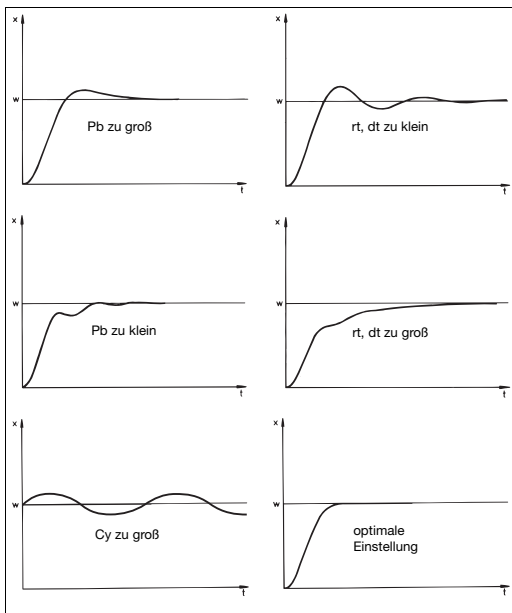 x
w
Pb zu groß
t
x
w
rt, dt zu klein
t
x
w
Pb zu klein
t
x
w
rt, dt zu groß
t
x
w
Cy zu groß
t
x
w
optimale
Einstellung
t